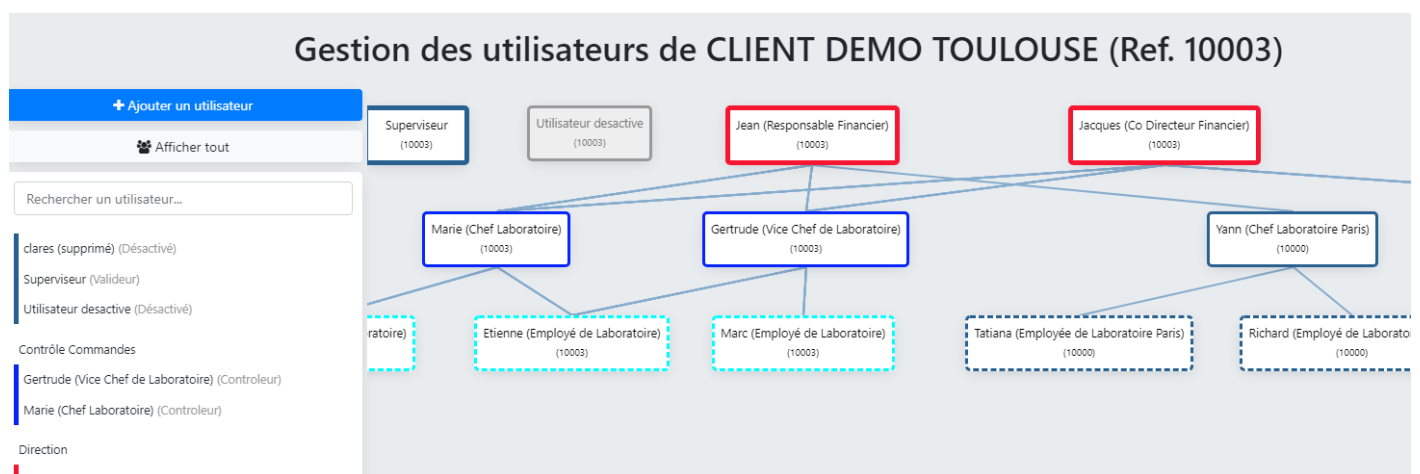 Gestion des utilisateurs de CLIENT DEMO TOULOUSE (Ref. 10003)
Ajouter un utilisateur
Afficher tout
Rechercher un utilisateur...
clares (supprimé) (Désactivé)
Superviseur (Valideur)
Utilisateur desactive (Désactivé)
Contrôle Commandes
Gertrude (Vice Chef de Laboratoire) (Controleur)
Marie (Chef Laboratoire) (Controleur)
Direction
Superviseur
(10003)
Utilisateur desactive
(10003)
Jean (Responsable Financier)
(10003)
Jacques (Co Directeur Financier)
(10003)
Marie (Chef Laboratoire)
(10003)
Gertrude (Vice Chef de Laboratoire)
(10003)
Yann (Chef Laboratoire Paris)
(10000)
ratoire)
Etienne (Employé de Laboratoire)
(10003)
Marc (Employé de Laboratoire)
(10003)
Tatiana (Employée de Laboratoire Paris)
(10000)
Richard (Employé de Laboratoi
(10000)